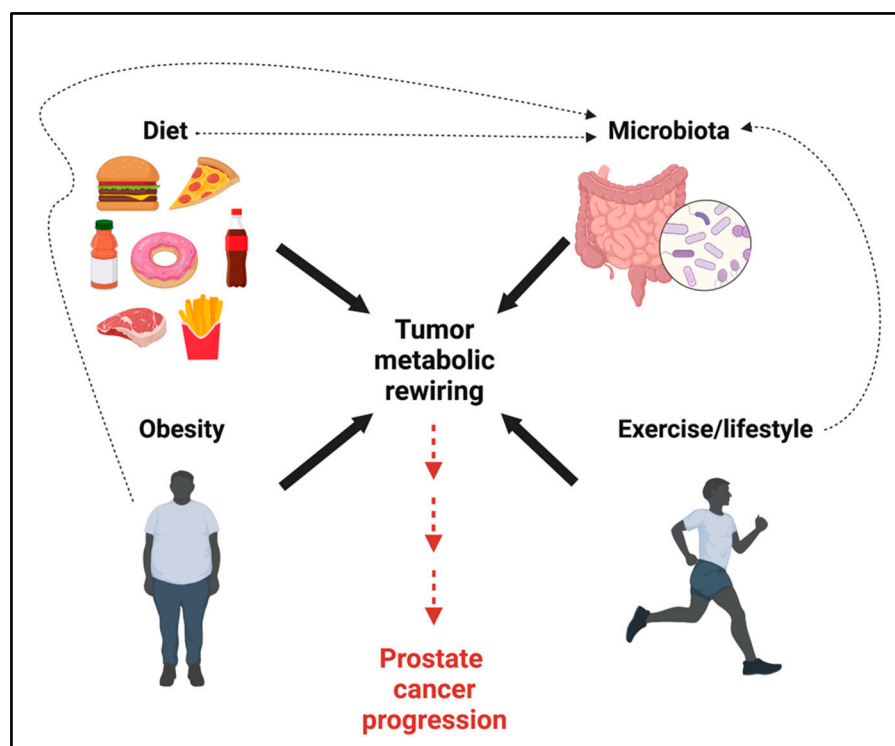 Diet
Microbiota
Tumor
metabolic
rewiring
Obesity
Exercise/lifestyle
Prostate
cancer
progression